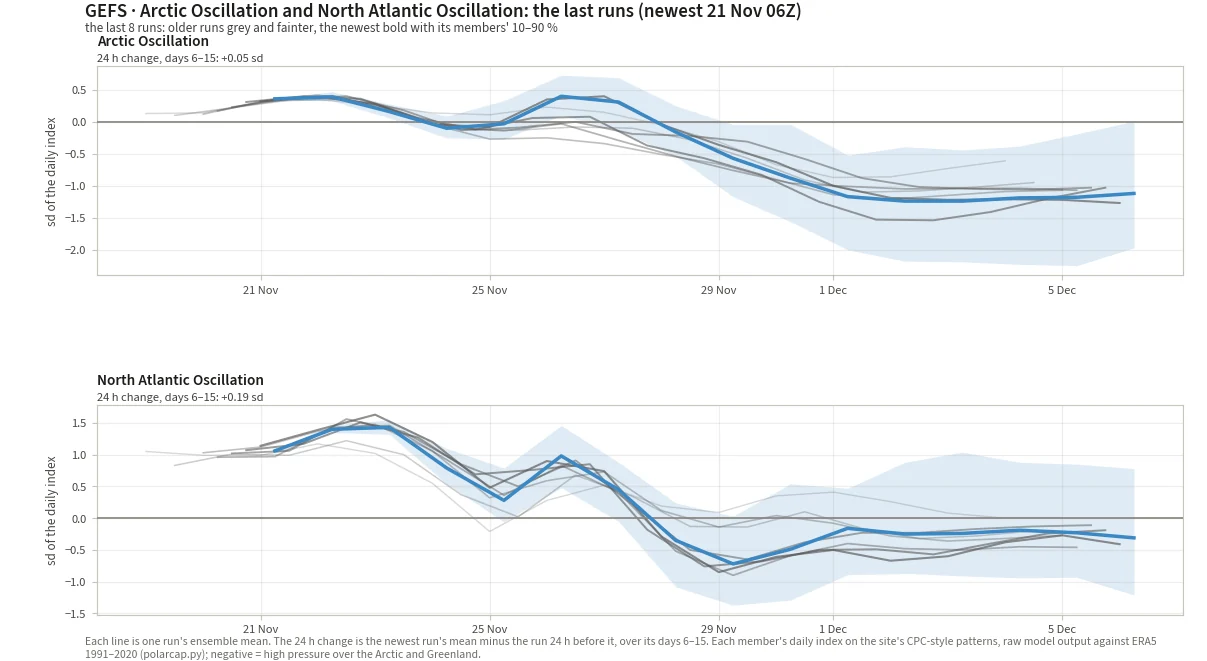 GEFS · Arctic Oscillation and North Atlantic Oscillation: the last runs (newest 21 Nov 06Z)
the last 8 runs: older runs grey and fainter, the newest bold with its members' 10–90 %
Arctic Oscillation
24 h change, days 6–15: +0.05 sd
sd of the daily index
0.5
0.0
−0.5
−1.0
−1.5
−2.0
21 Nov
25 Nov
29 Nov
1 Dec
5 Dec
North Atlantic Oscillation
24 h change, days 6–15: +0.19 sd
sd of the daily index
1.5
1.0
0.5
0.0
−0.5
−1.0
−1.5
21 Nov
25 Nov
29 Nov
1 Dec
5 Dec
Each line is one run's ensemble mean. The 24 h change is the newest run's mean minus the run 24 h before it, over its days 6–15. Each member's daily index on the site's CPC-style patterns, raw model output against ERA5
1991–2020 (polarcap.py); negative = high pressure over the Arctic and Greenland.